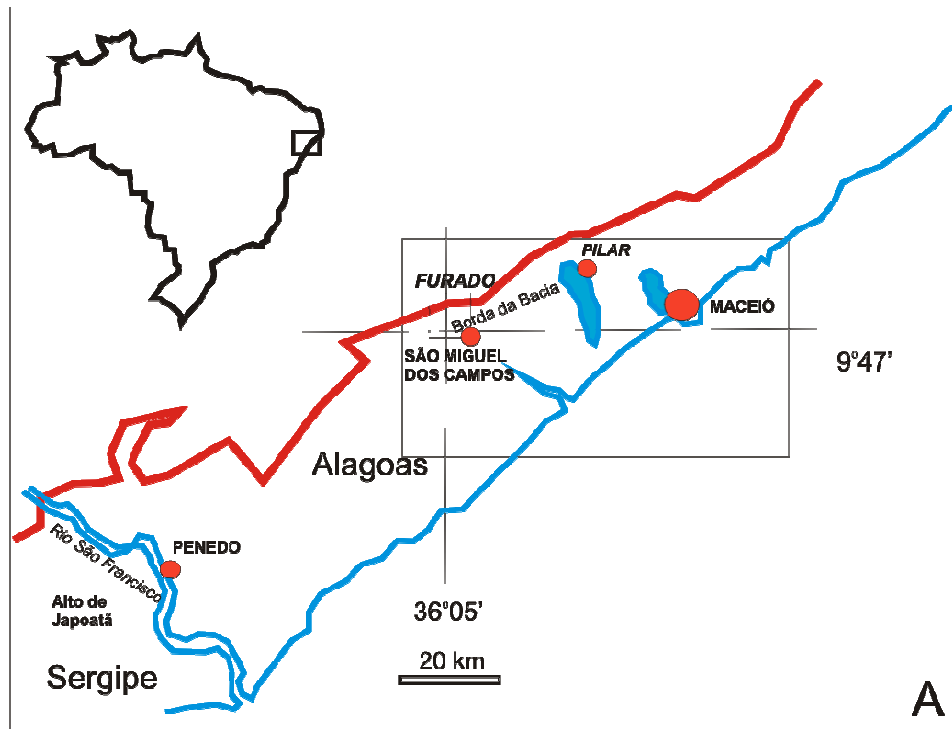 PILAR
FURADO
Borda da Bacia
MACEIÓ
SÃO MIGUEL
DOS CAMPOS
9°47'
Alagoas
Rio São Francisco
PENEDO
Alto de
Japoatã
36°05'
20 km
Sergipe
A